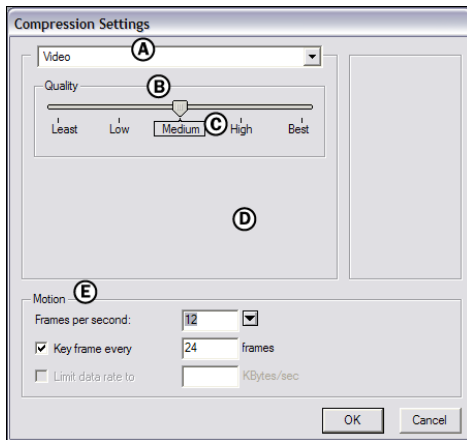 Compression Settings
Video
A
Quality
B
Least Low Medium High Best
C
D
Motion
E
Frames per second: 12
Key frame every 24 frames
Limit data rate to KBytes/sec
OK Cancel